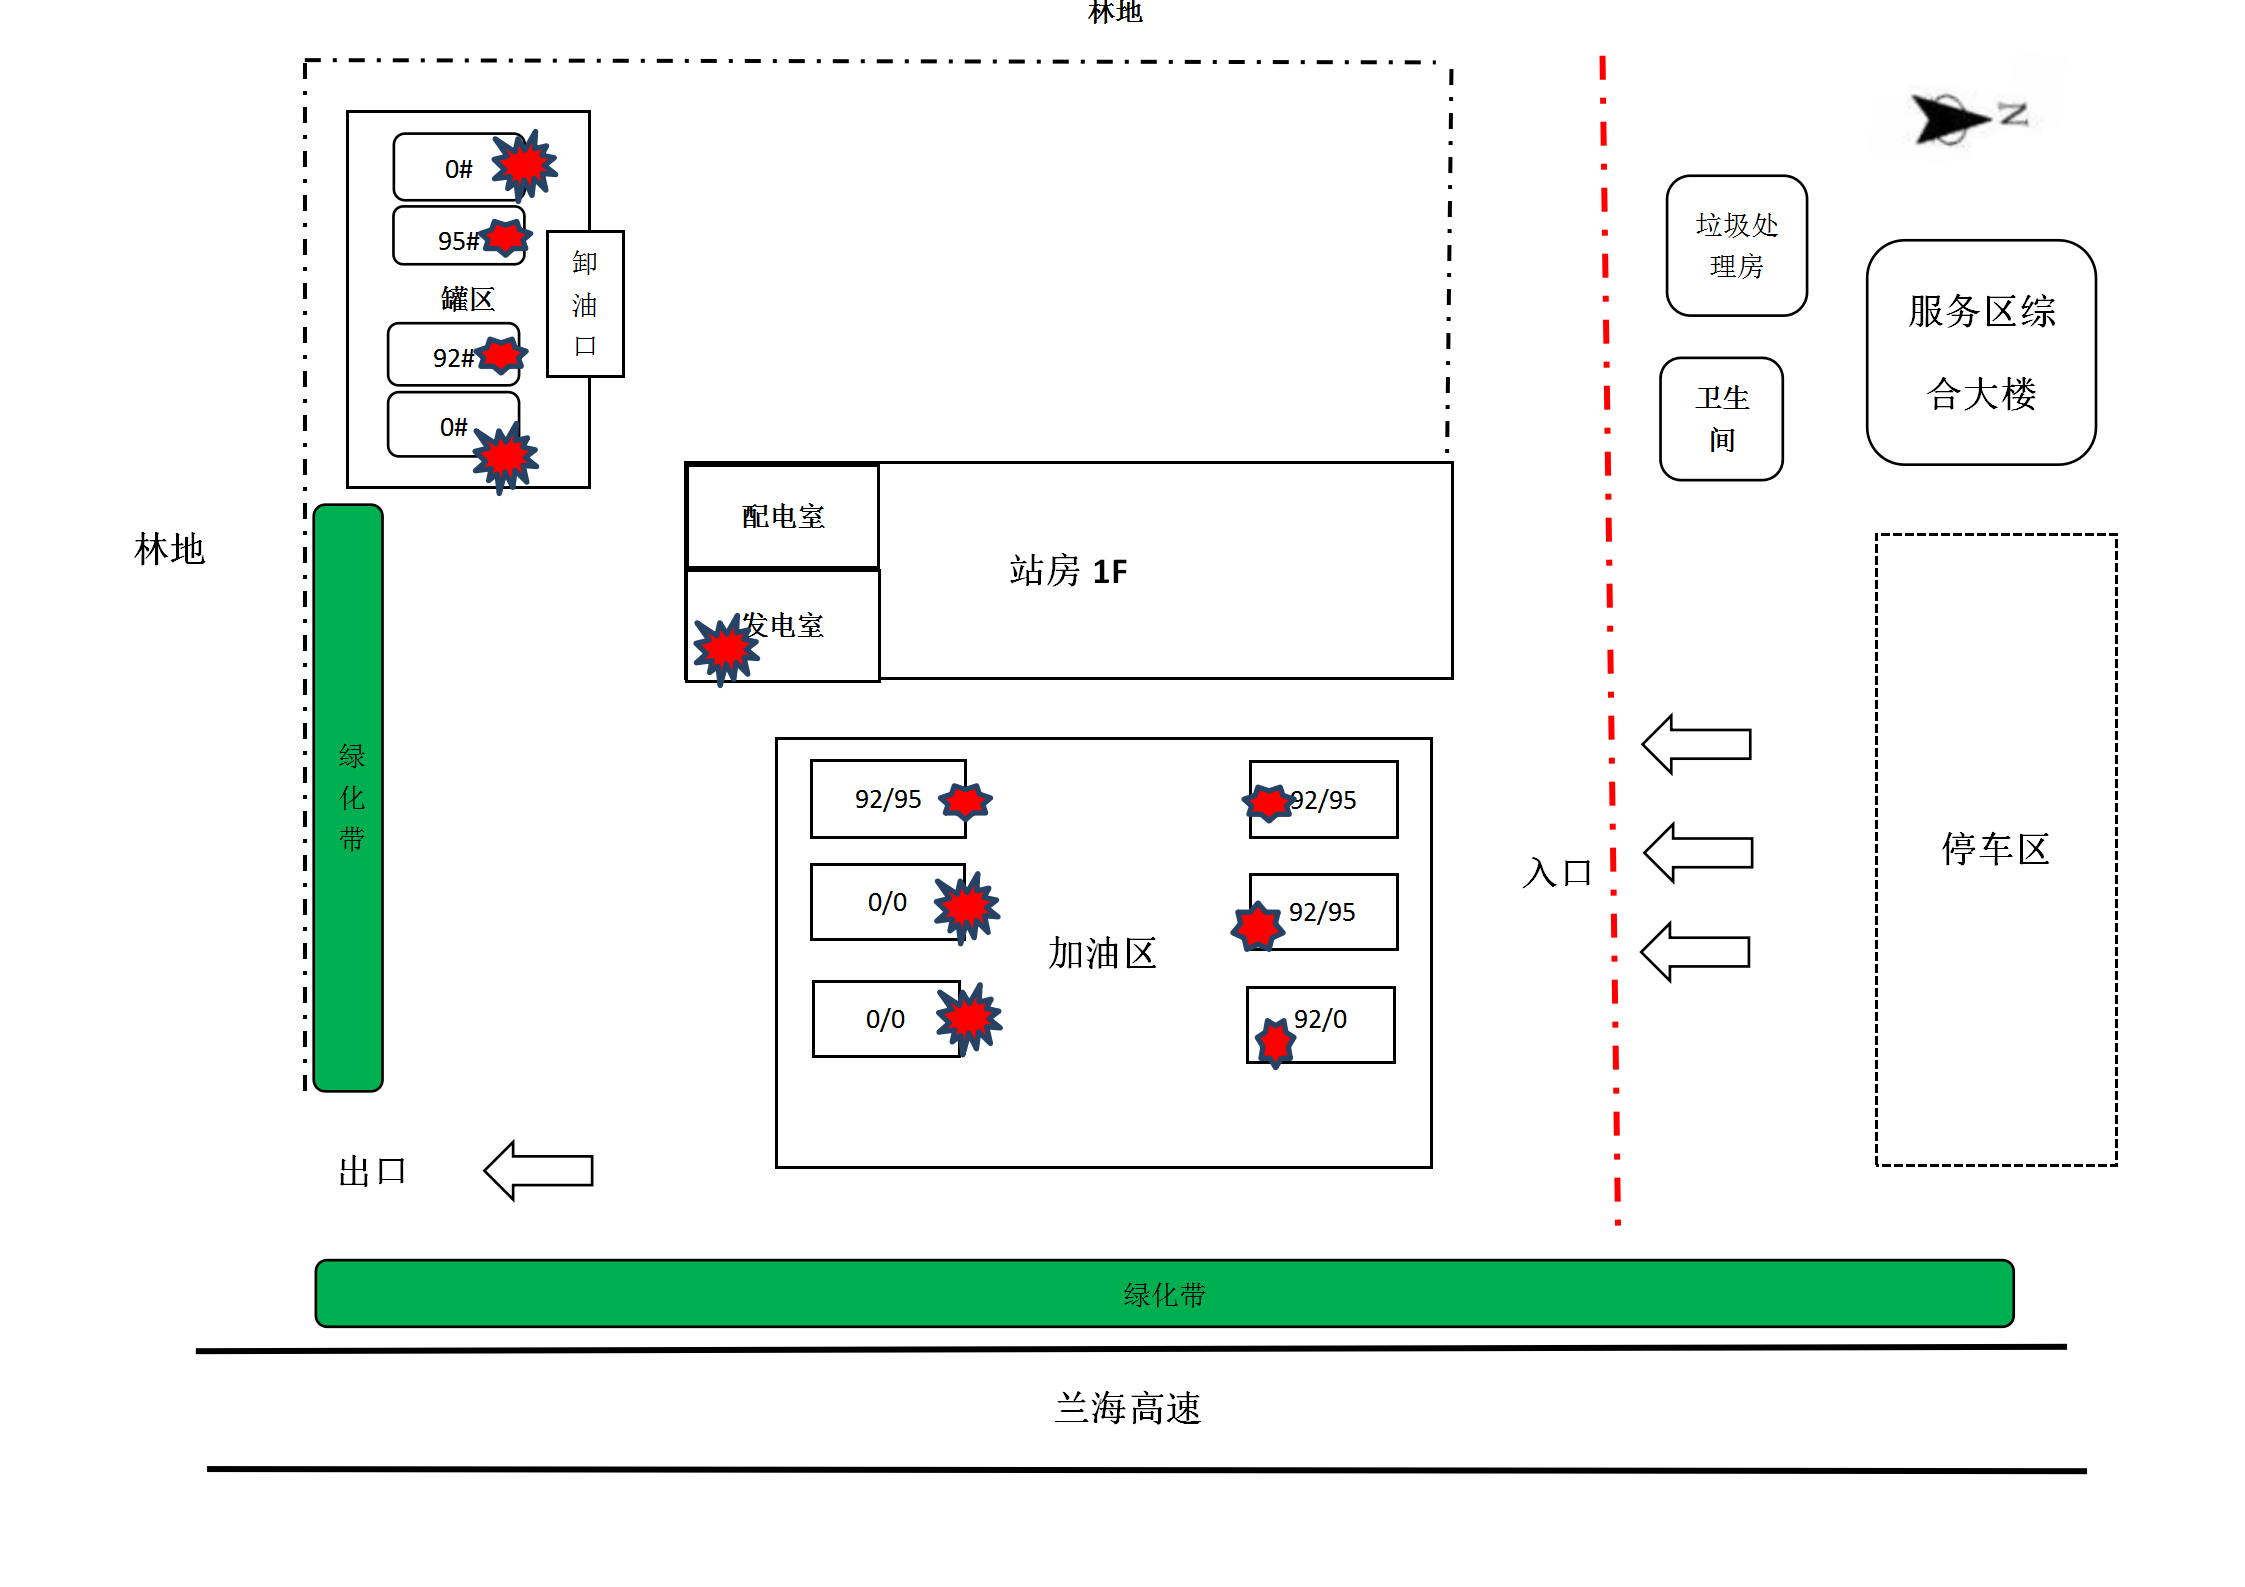 林地
N
0#
95#
罐区
92#
0#
卸
油
口
垃圾处
理房
服务区综
合大楼
卫生
间
配电室
发电室
站房 1F
林地
绿
化
带
92/95
0/0
0/0
加油区
92/95
92/95
92/0
入口
停车区
出口
绿化带
兰海高速